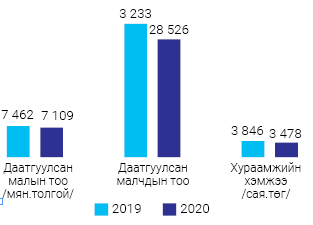 3 233
28 526
7 462
7 109
3 846
3 478
Даатгуулсан
малын тоо
/мян.толгой/
Даатгуулсан
малчдын тоо
Хураамжийн
хэмжээ
/сая.төг/
2019
2020